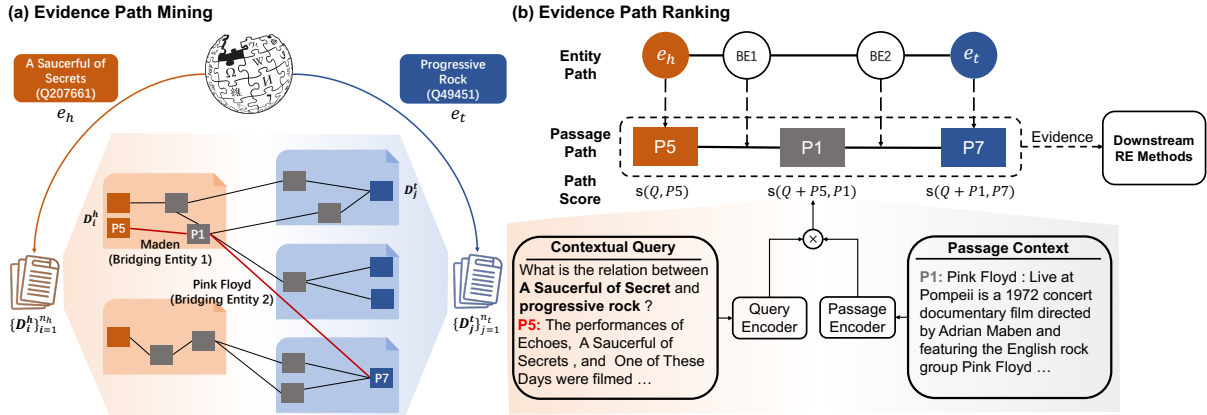 (a) Evidence Path Mining
A Saucerful of
Secrets
(Q207661)
e_h
Progressive
Rock
(Q49451)
e_t
D_i^h
D_j^t
P5
P1
Maden
(Bridging Entity 1)
Pink Floyd
(Bridging Entity 2)
P7
{D_i^h}_{i=1}^{n_h}
{D_j^t}_{j=1}^{n_t}
(b) Evidence Path Ranking
Entity
Path
e_h
BE1
BE2
e_t
Passage
Path
P5
P1
P7
Evidence
Downstream
RE Methods
Path
Score
s(Q, P5)
s(Q + P5, P1)
s(Q + P1, P7)
Contextual Query
What is the relation between
A Saucerful of Secret and
progressive rock ?
P5: The performances of
Echoes, A Saucerful of
Secrets , and One of These
Days were filmed …
Query
Encoder
Passage
Encoder
Passage Context
P1: Pink Floyd : Live at
Pompeii is a 1972 concert
documentary film directed
by Adrian Maben and
featuring the English rock
group Pink Floyd …